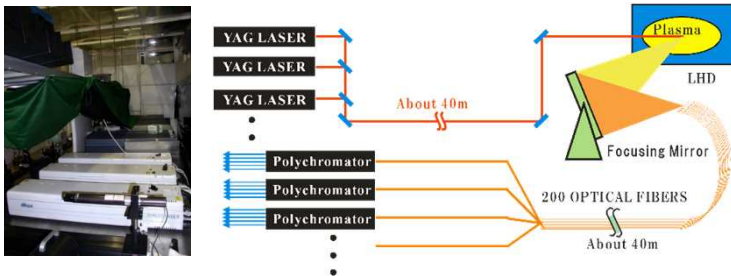 YAG LASER
YAG LASER
YAG LASER
About 40m
Plasma
LHD
Focusing Mirror
Polychromator
Polychromator
Polychromator
200 OPTICAL FIBERS
About 40m